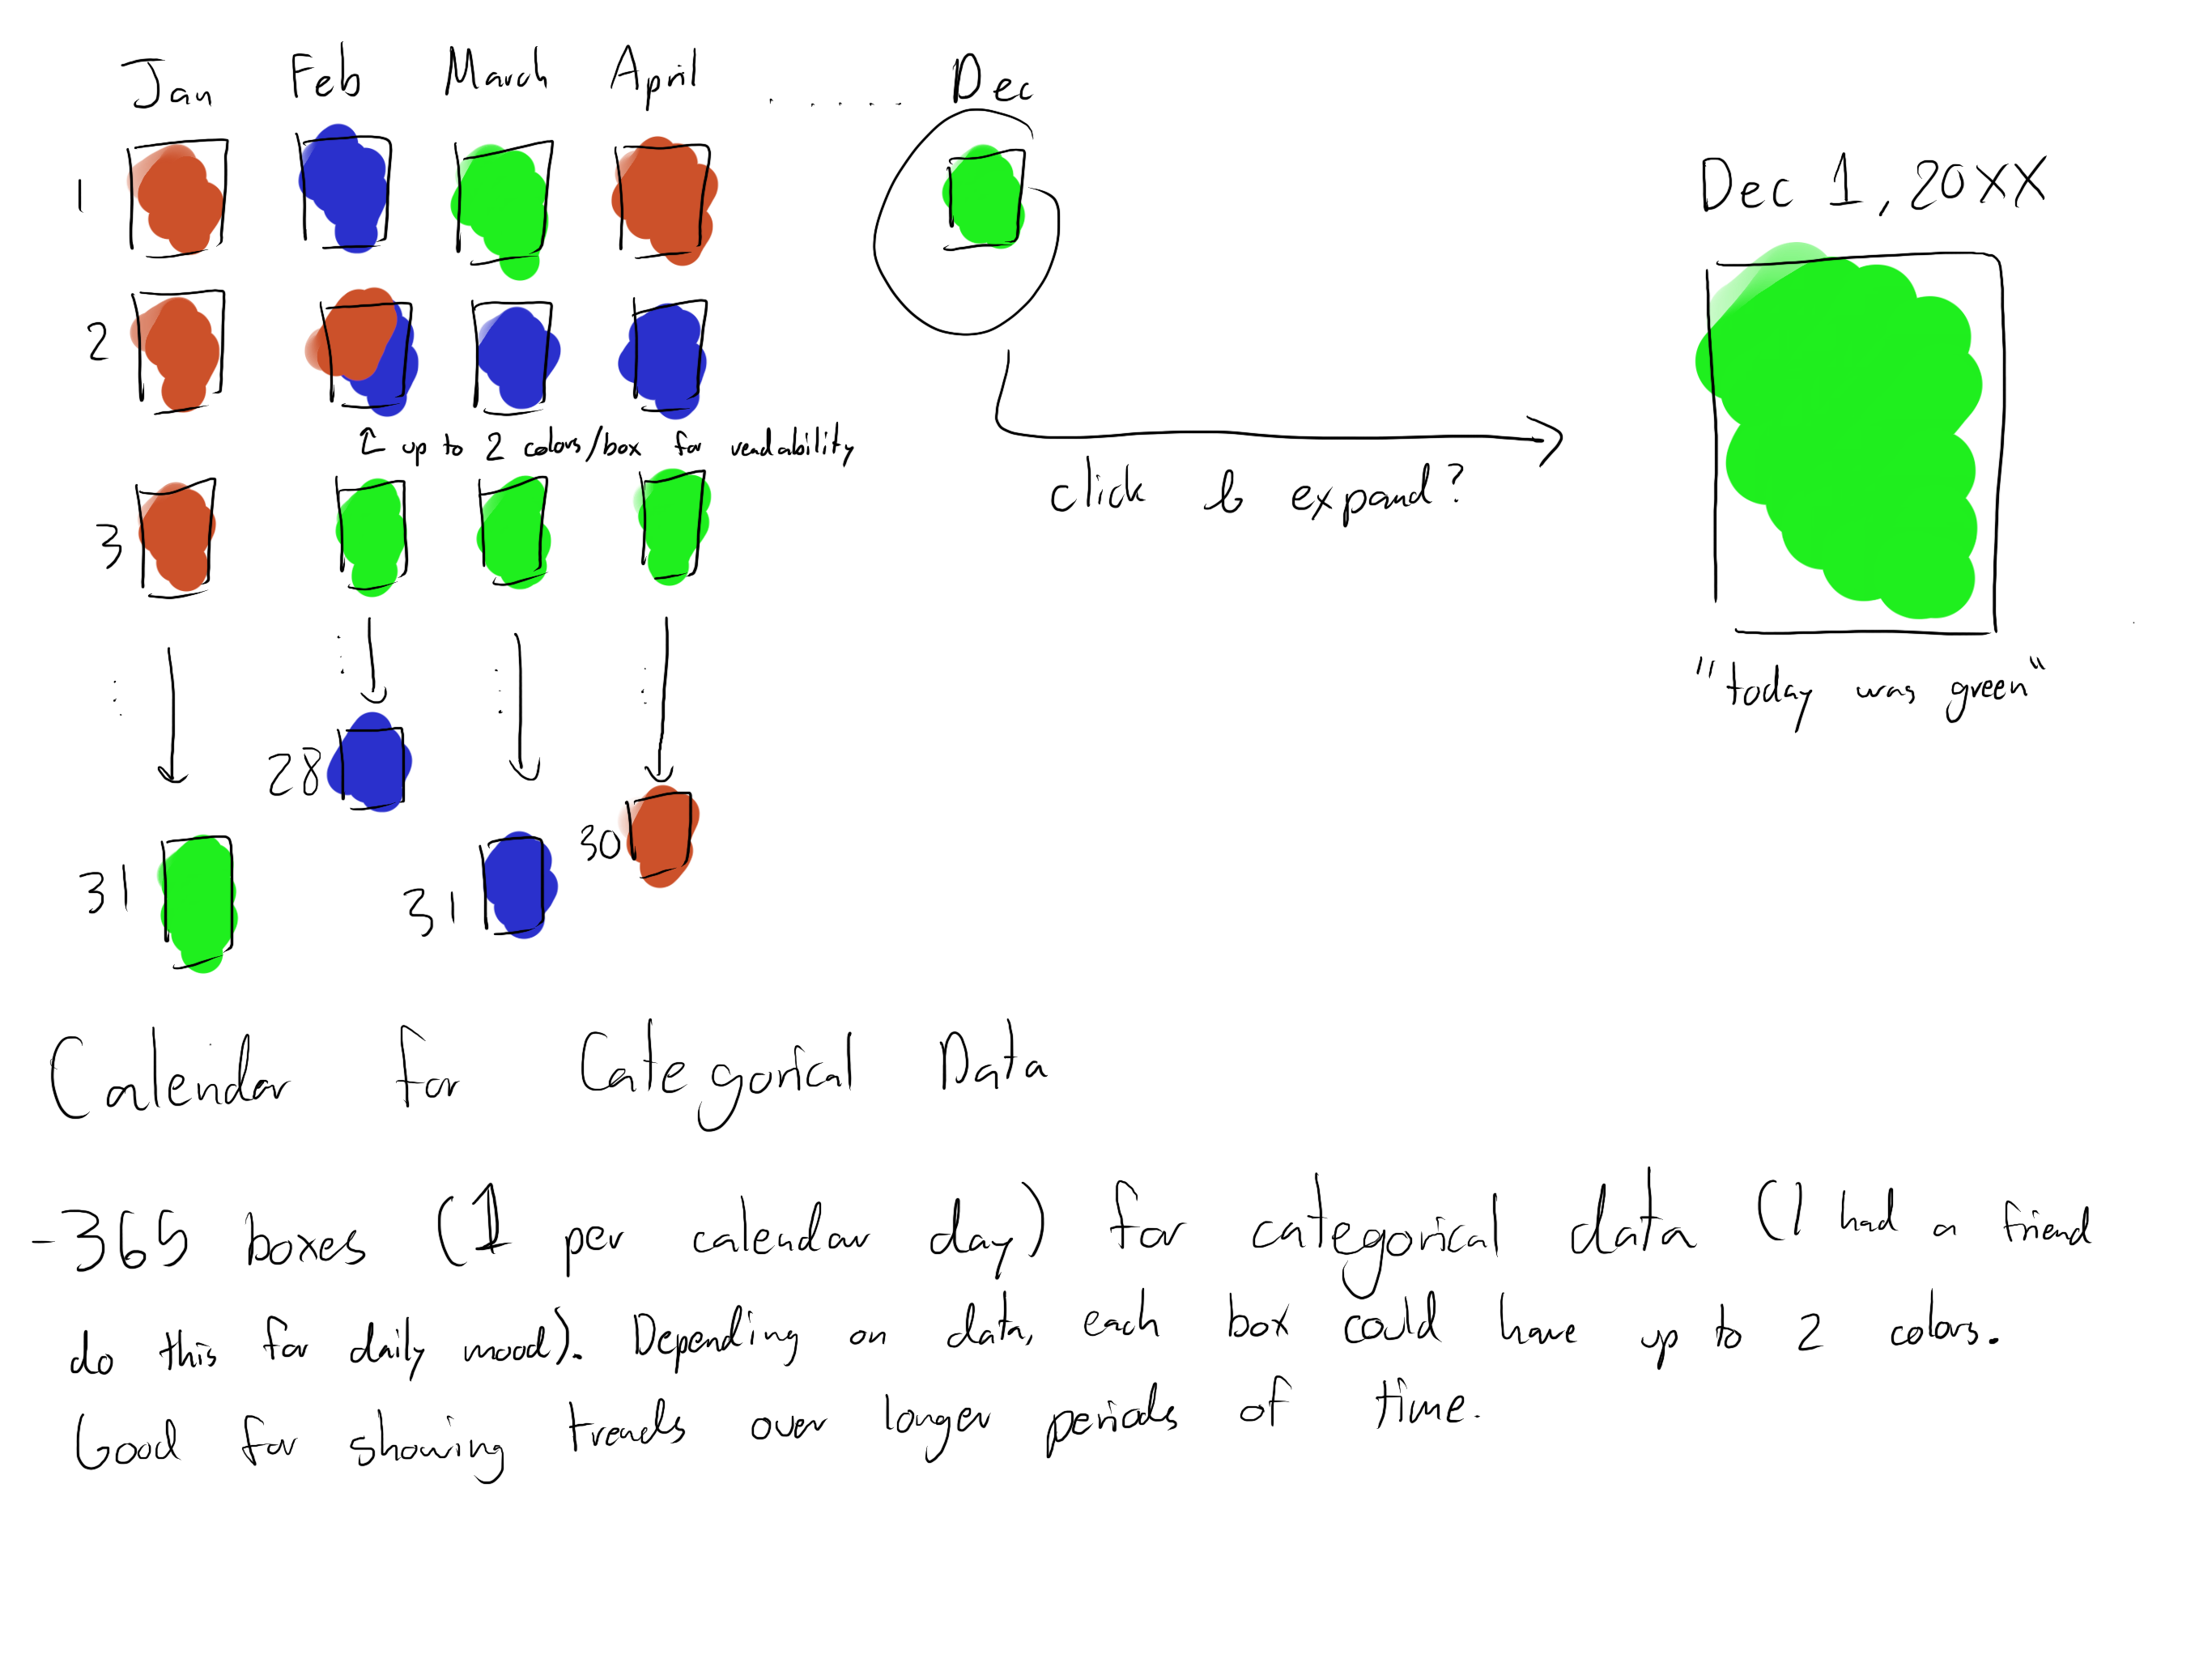 Jan Feb March April ...... Dec
1
Dec 1, 20XX
2
↑ up to 2 colors/box for readability
click to expand?
3
"today was green"
28
30
31
31
Calendar for Categorical Data
-365 boxes (1 per calendar day) for categorical data (I had a friend
do this for daily mood). Depending on data, each box could have up to 2 colors.
Good for showing trends over longer periods of time.